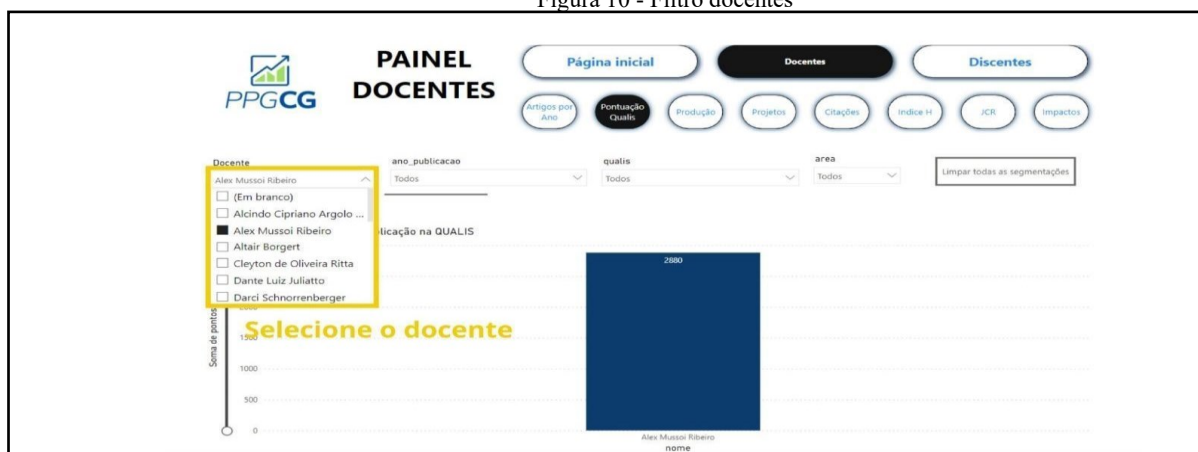 Figura 10 - Filtro docentes
PPGCG
PAINEL
DOCENTES
Página inicial
Docentes
Discentes
Artigos por
Ano
Pontuação
Qualis
Produção
Projetos
Citações
Indice H
JCR
Impactos
Docente
ano_publicacao
qualis
area
Alex Mussoi Ribeiro
Todos
Todos
Todos
Limpar todas as segmentações
(Em branco)
Alcindo Cipriano Argolo ...
Alex Mussoi Ribeiro
Altair Borgert
Cleyton de Oliveira Ritta
Dante Luiz Juliatto
Darci Schnorrenberger
licação na QUALIS
2880
Selecione o docente
Soma de pontos
1500
1000
500
0
Alex Mussoi Ribeiro
nome